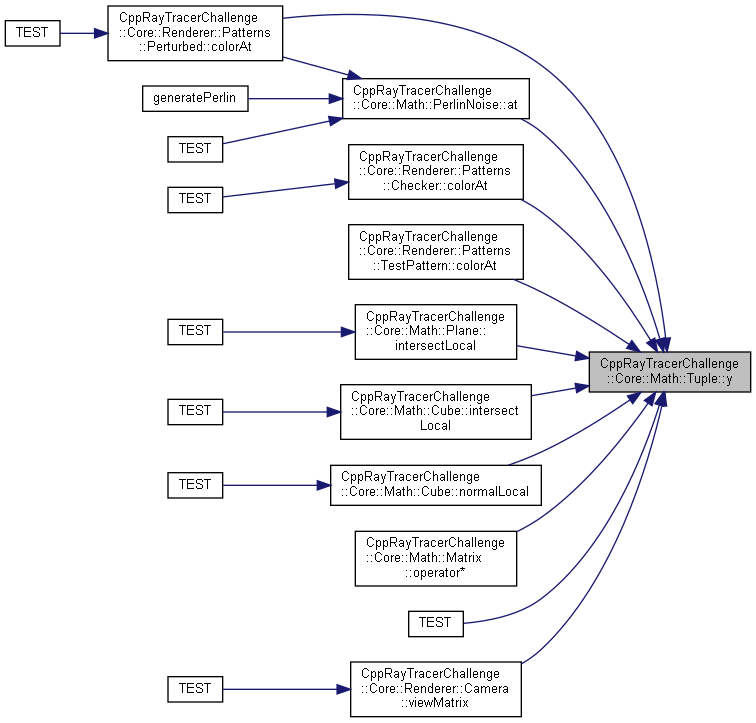 CppRayTracerChallenge
::Core::Renderer::Patterns
::Perturbed::colorAt
TEST
generatePerlin
CppRayTracerChallenge
::Core::Math::PerlinNoise::at
TEST
CppRayTracerChallenge
::Core::Renderer::Patterns
::Checker::colorAt
TEST
CppRayTracerChallenge
::Core::Renderer::Patterns
::TestPattern::colorAt
CppRayTracerChallenge
::Core::Math::Plane::
intersectLocal
TEST
CppRayTracerChallenge
::Core::Math::Tuple::y
CppRayTracerChallenge
::Core::Math::Cube::intersect
Local
TEST
CppRayTracerChallenge
::Core::Math::Cube::normalLocal
TEST
CppRayTracerChallenge
::Core::Math::Matrix
::operator*
TEST
CppRayTracerChallenge
::Core::Renderer::Camera
::viewMatrix
TEST